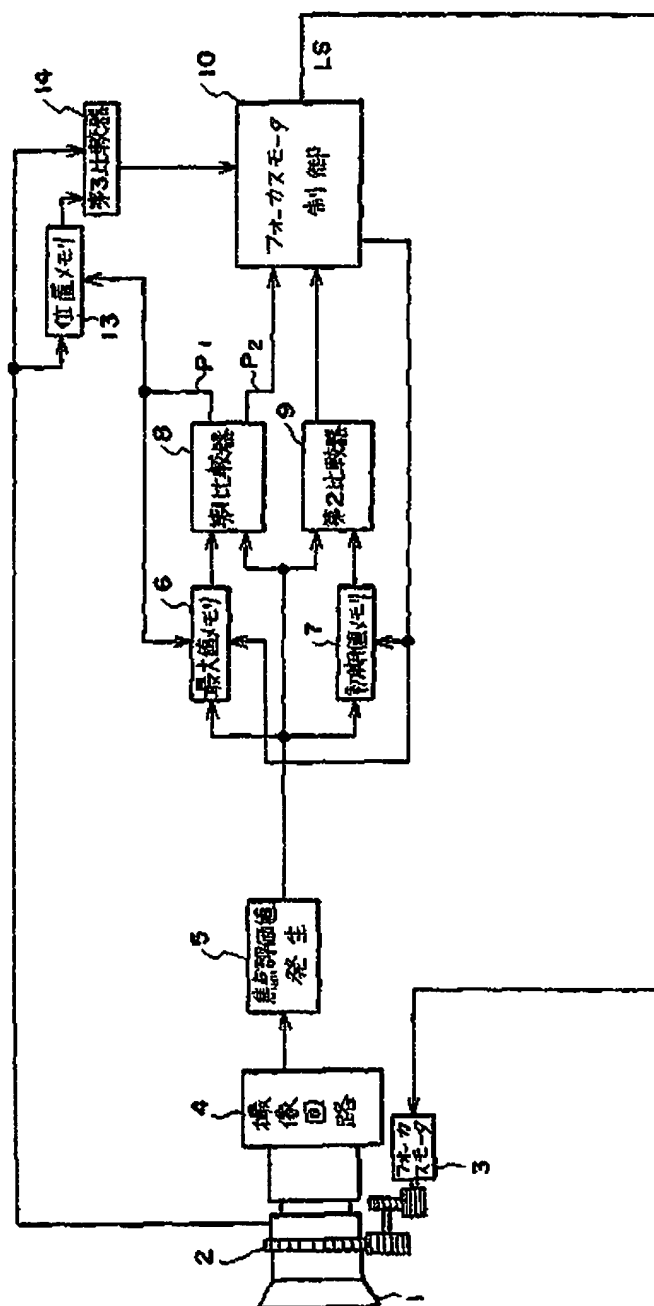 1
2
フォーカ
スモータ
3
4
撮像回路
5
焦点評価値
発生
6
最大値メモリ
7
初期値メモリ
8
第1比較器
P1
P2
9
第2比較器
10
フォーカスモータ
制御
LS
位置メモリ
13
14
第3比較器